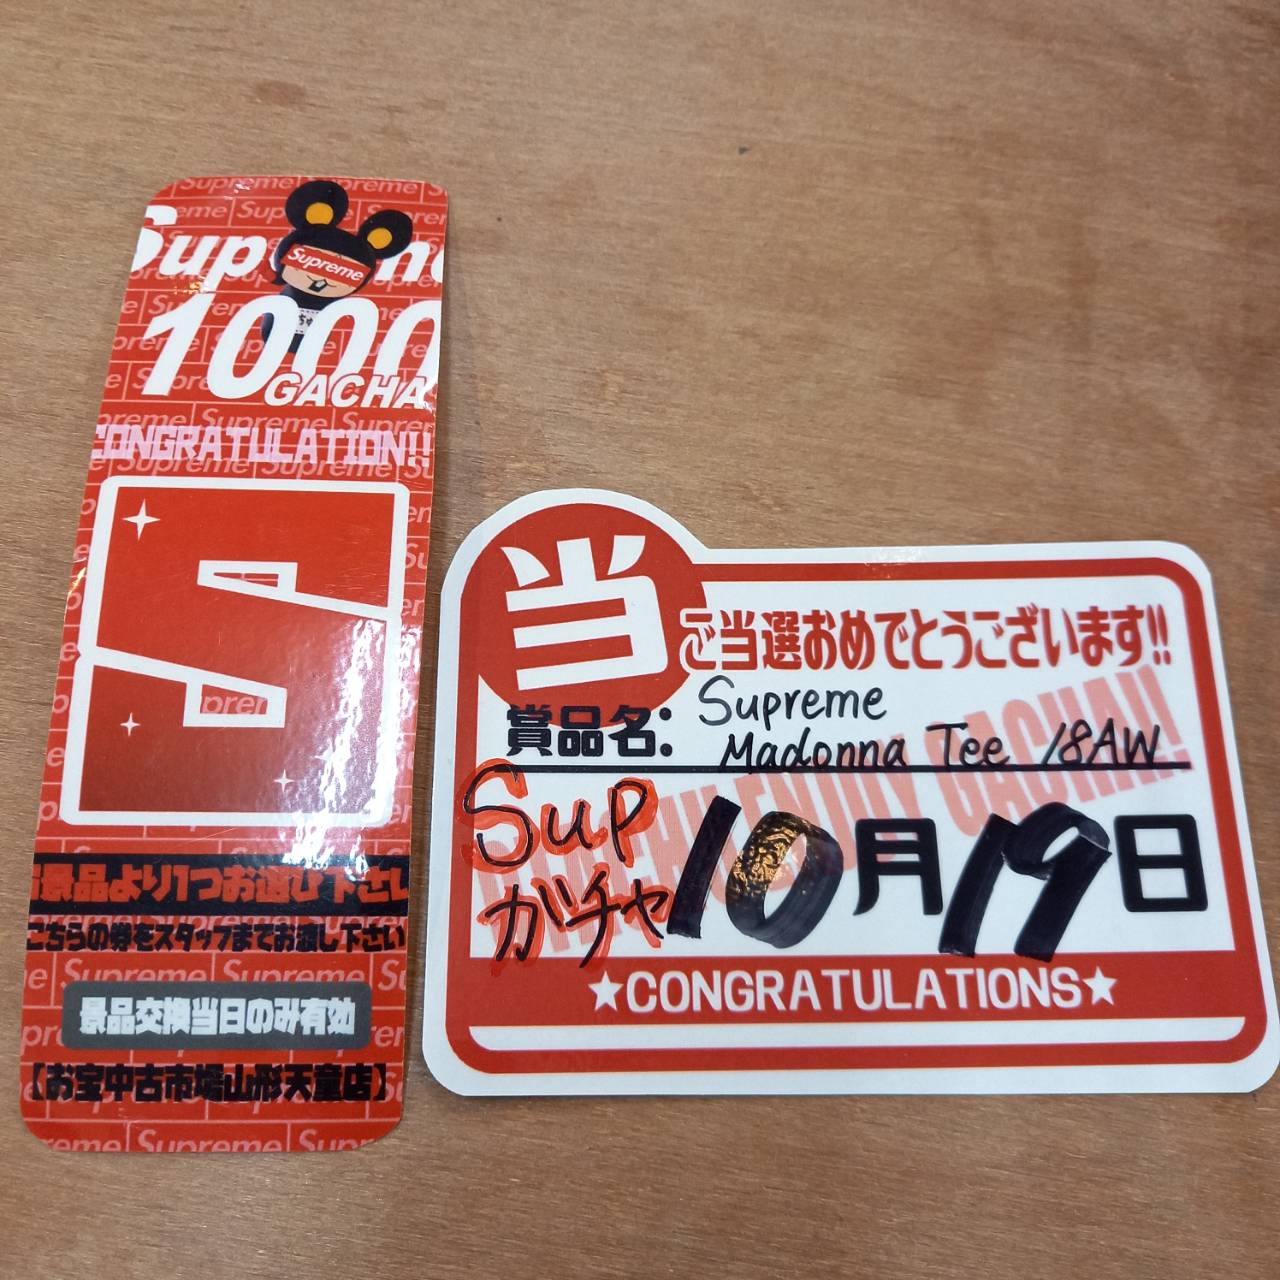 Supreme
Supreme
1000
GACHA
CONGRATULATION!!
S
景品より1つお選び下さい
こちらの券をスタッフまでお渡し下さい
景品交換当日のみ有効
【お宝中古市場山形天童店】
当
ご当選おめでとうございます!!
賞品名: Supreme
Madonna Tee 18AW
ENJOY GACHA!!
Sup
ガチャ
10月19日
★CONGRATULATIONS★